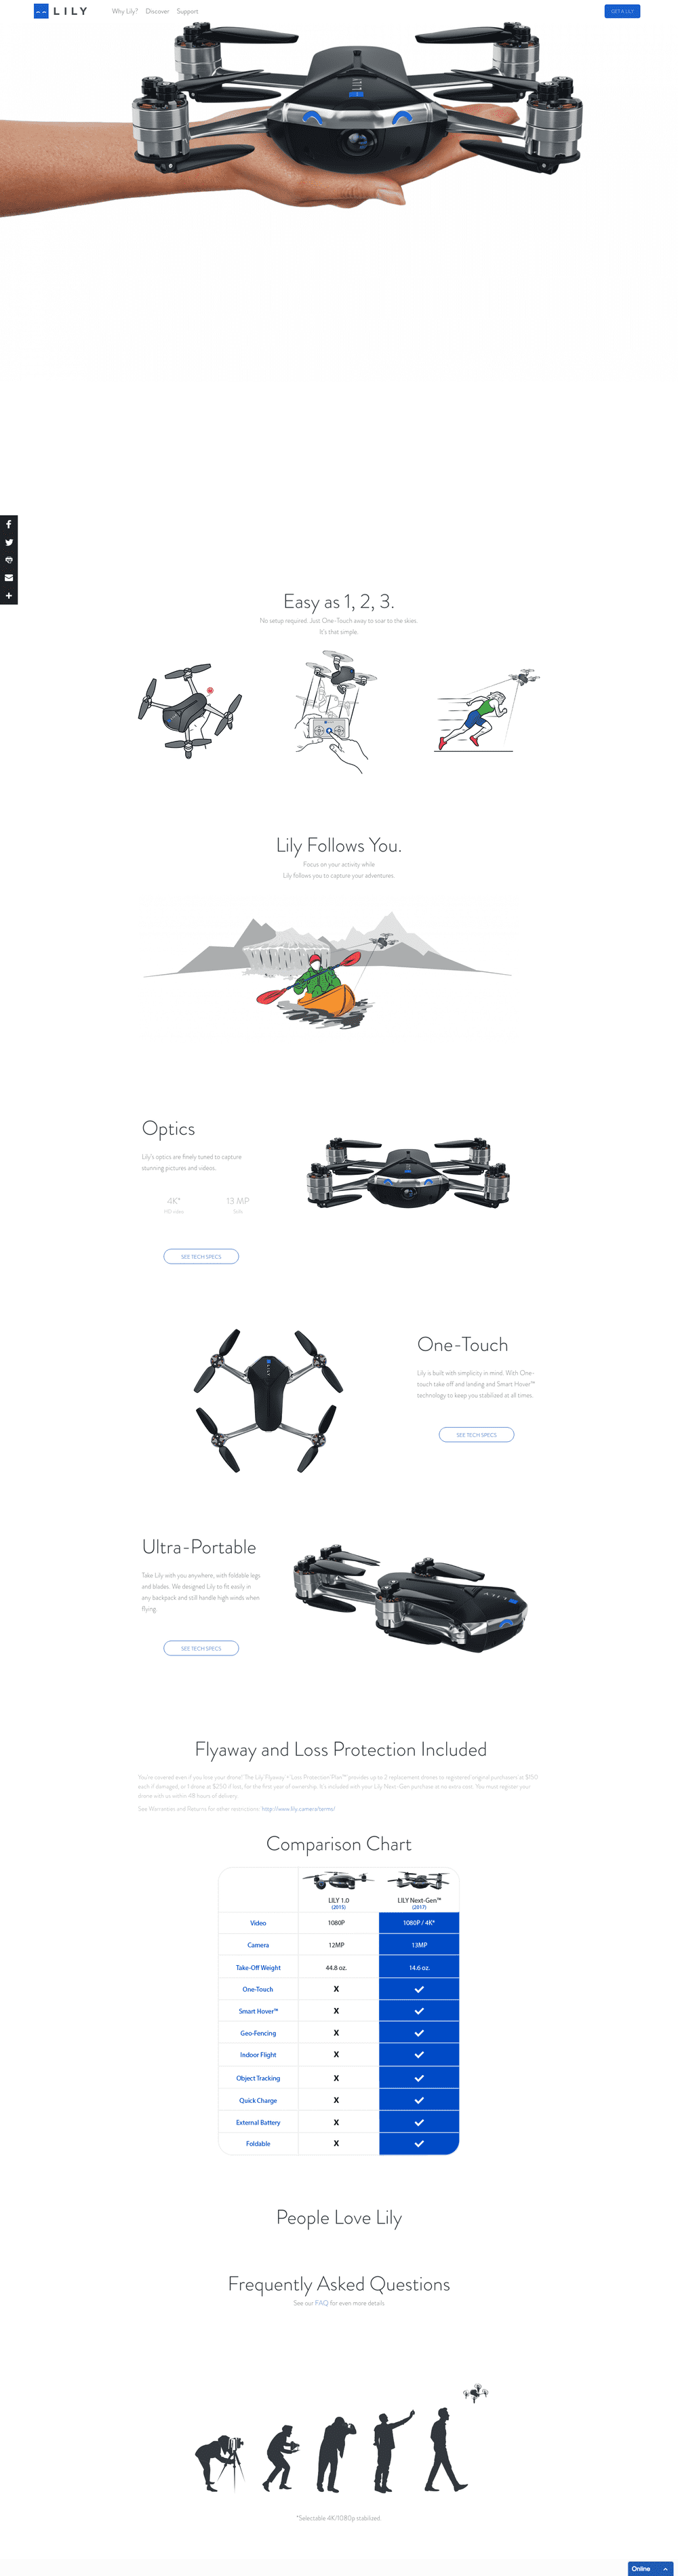 LILY
Why Lily? Discover Support
GET A LILY
Easy as 1, 2, 3.
No setup required. Just One-Touch away to soar to the skies.
It's that simple.
Lily Follows You.
Focus on your activity while
Lily follows you to capture your adventures.
Optics
Lily's optics are finely tuned to capture
stunning pictures and videos.
4K* 13 MP
HD video Stills
SEE TECH SPECS
One-Touch
Lily is built with simplicity in mind. With One-
touch take off and landing and Smart Hover™
technology to keep you stabilized at all times.
SEE TECH SPECS
Ultra-Portable
Take Lily with you anywhere, with foldable legs
and blades. We designed Lily to fit easily in
any backpack and still handle high winds when
flying.
SEE TECH SPECS
Flyaway and Loss Protection Included
You're covered even if you lose your drone! The Lily Flyaway + Loss Protection Plan™ provides up to 2 replacement drones to registered original purchasers at $150
each if damaged, or 1 drone at $250 if lost, for the first year of ownership. It's included with your Lily Next-Gen purchase at no extra cost. You must register your
drone with us within 48 hours of delivery.
See Warranties and Returns for other restrictions: 'http://www.lily.camera/terms/'
Comparison Chart
LILY 1.0 LILY Next-Gen™
(2015) (2017)
Video 1080P 1080P / 4K*
Camera 12MP 13MP
Take-Off Weight 44.8 oz. 14.6 oz.
One-Touch X
Smart Hover™ X
Geo-Fencing X
Indoor Flight X
Object Tracking X
Quick Charge X
External Battery X
Foldable X
People Love Lily
Frequently Asked Questions
See our FAQ for even more details.
*Selectable 4K/1080p stabilized.
Online